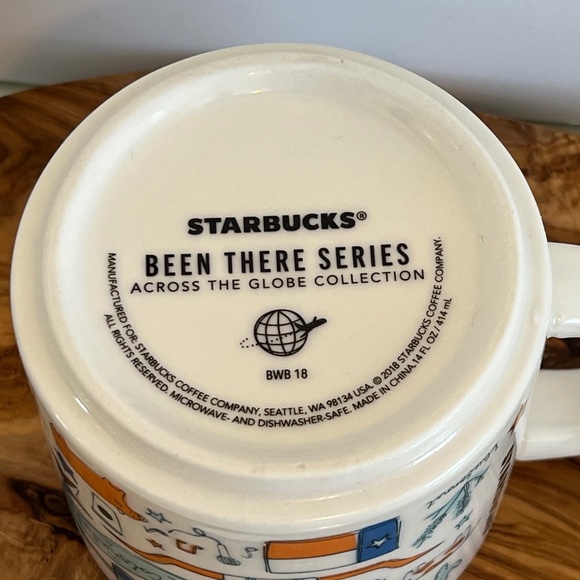 STARBUCKS®
BEEN THERE SERIES
ACROSS THE GLOBE COLLECTION
BWB 18
MANUFACTURED FOR: STARBUCKS COFFEE COMPANY, SEATTLE, WA 98134 USA. © 2018 STARBUCKS COFFEE COMPANY.
ALL RIGHTS RESERVED. MICROWAVE- AND DISHWASHER-SAFE. MADE IN CHINA. 14 FL OZ / 414 mL